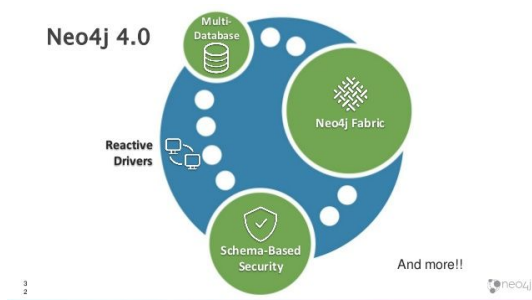 Neo4j 4.0
Multi-
Database
Neo4j Fabric
Reactive
Drivers
Schema-Based
Security
And more!!
3
2
neo4j